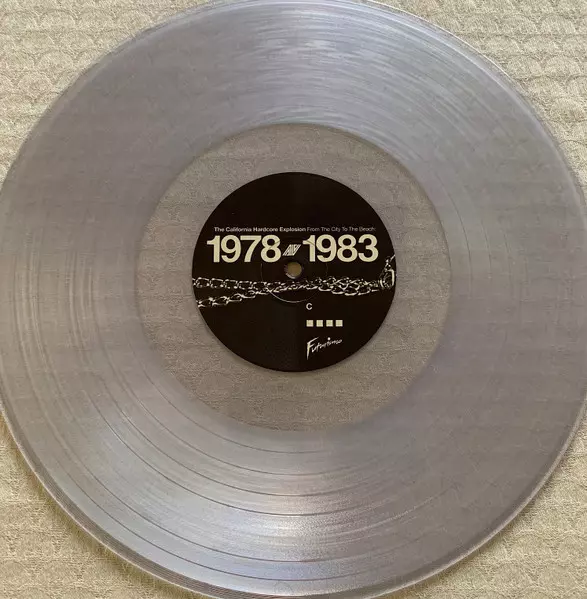 The California Hardcore Explosion From The City To The Beach:
1978 1983
C
Futurismo